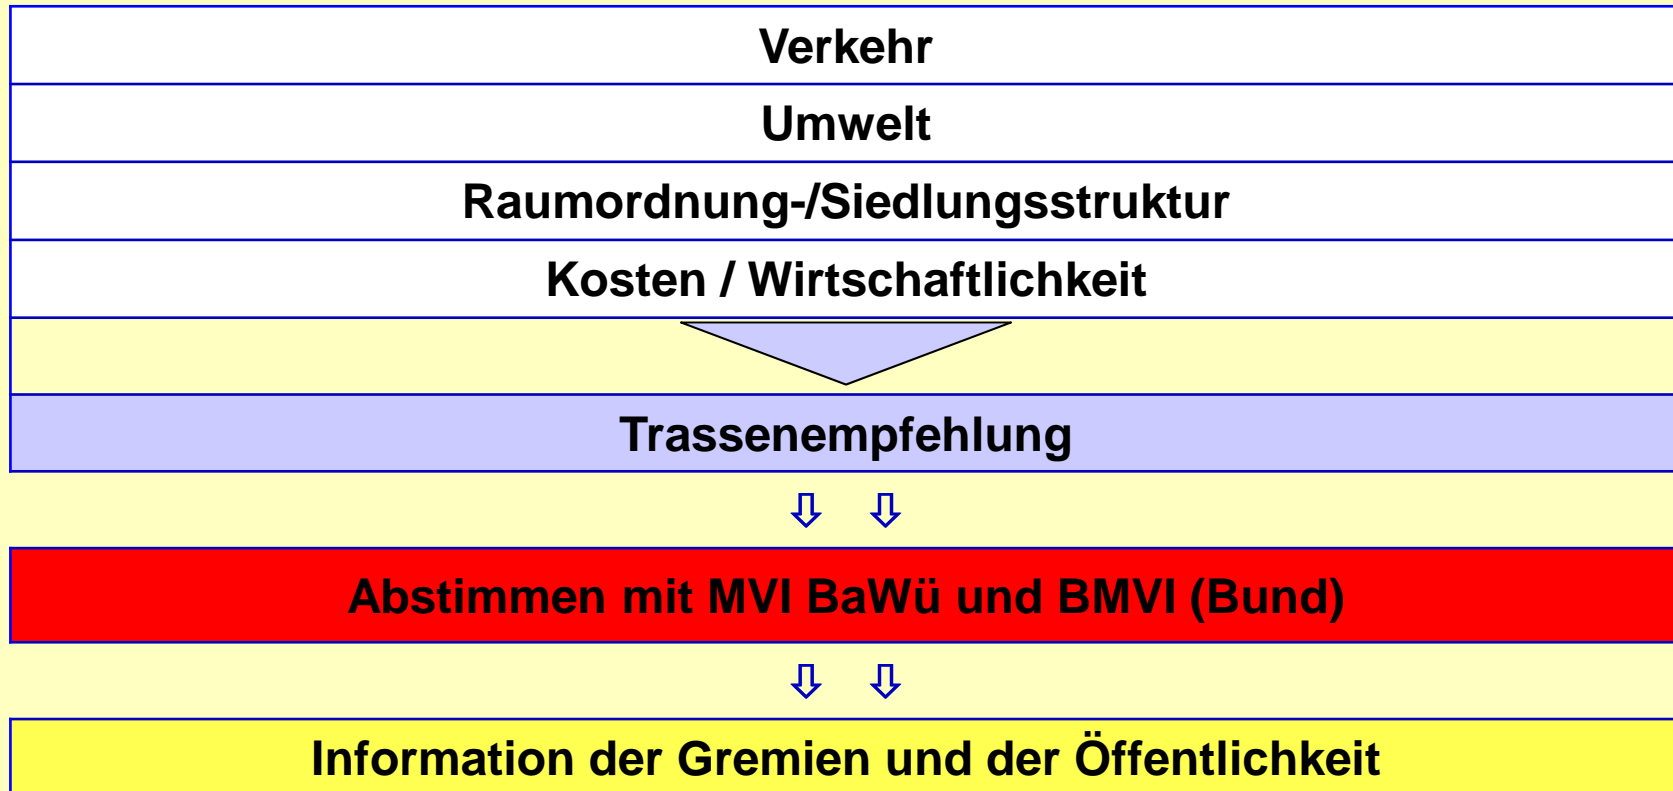 Verkehr
Umwelt
Raumordnung-/Siedlungsstruktur
Kosten / Wirtschaftlichkeit
Trassenempfehlung
Abstimmen mit MVI BaWü und BMVI (Bund)
Information der Gremien und der Öffentlichkeit